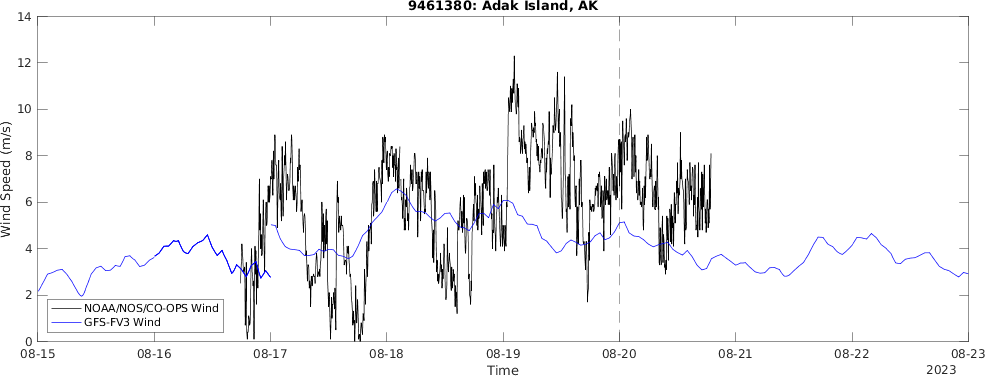 9461380: Adak Island, AK
Wind Speed (m/s)
14
12
10
8
6
4
2
0
NOAA/NOS/CO-OPS Wind
GFS-FV3 Wind
08-15 08-16 08-17 08-18 08-19 08-20 08-21 08-22 08-23
Time
2023